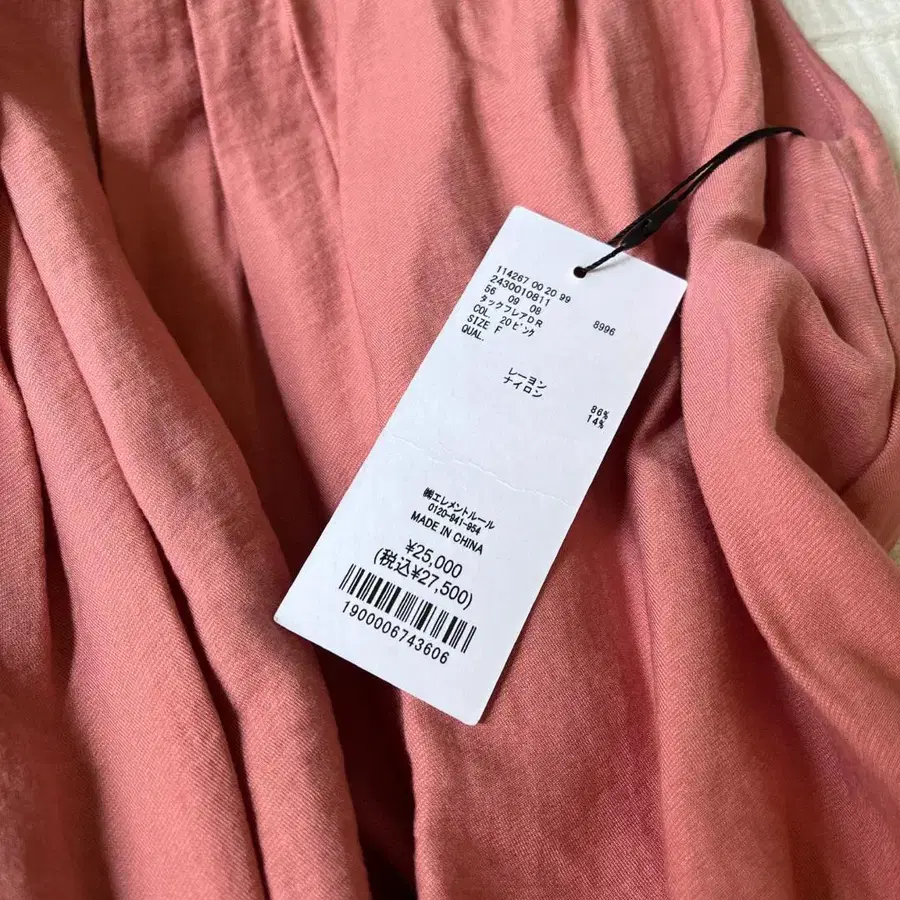 114267 00 20 99
2430010811
56 09 08 8996
タックフレアDR
COL. 20ピンク
SIZE F
QUAL.
レーヨン 86%
ナイロン 14%
㈱エレメントルール
0120-941-954
MADE IN CHINA
¥25,000
(税込¥27,500)
1900006743606